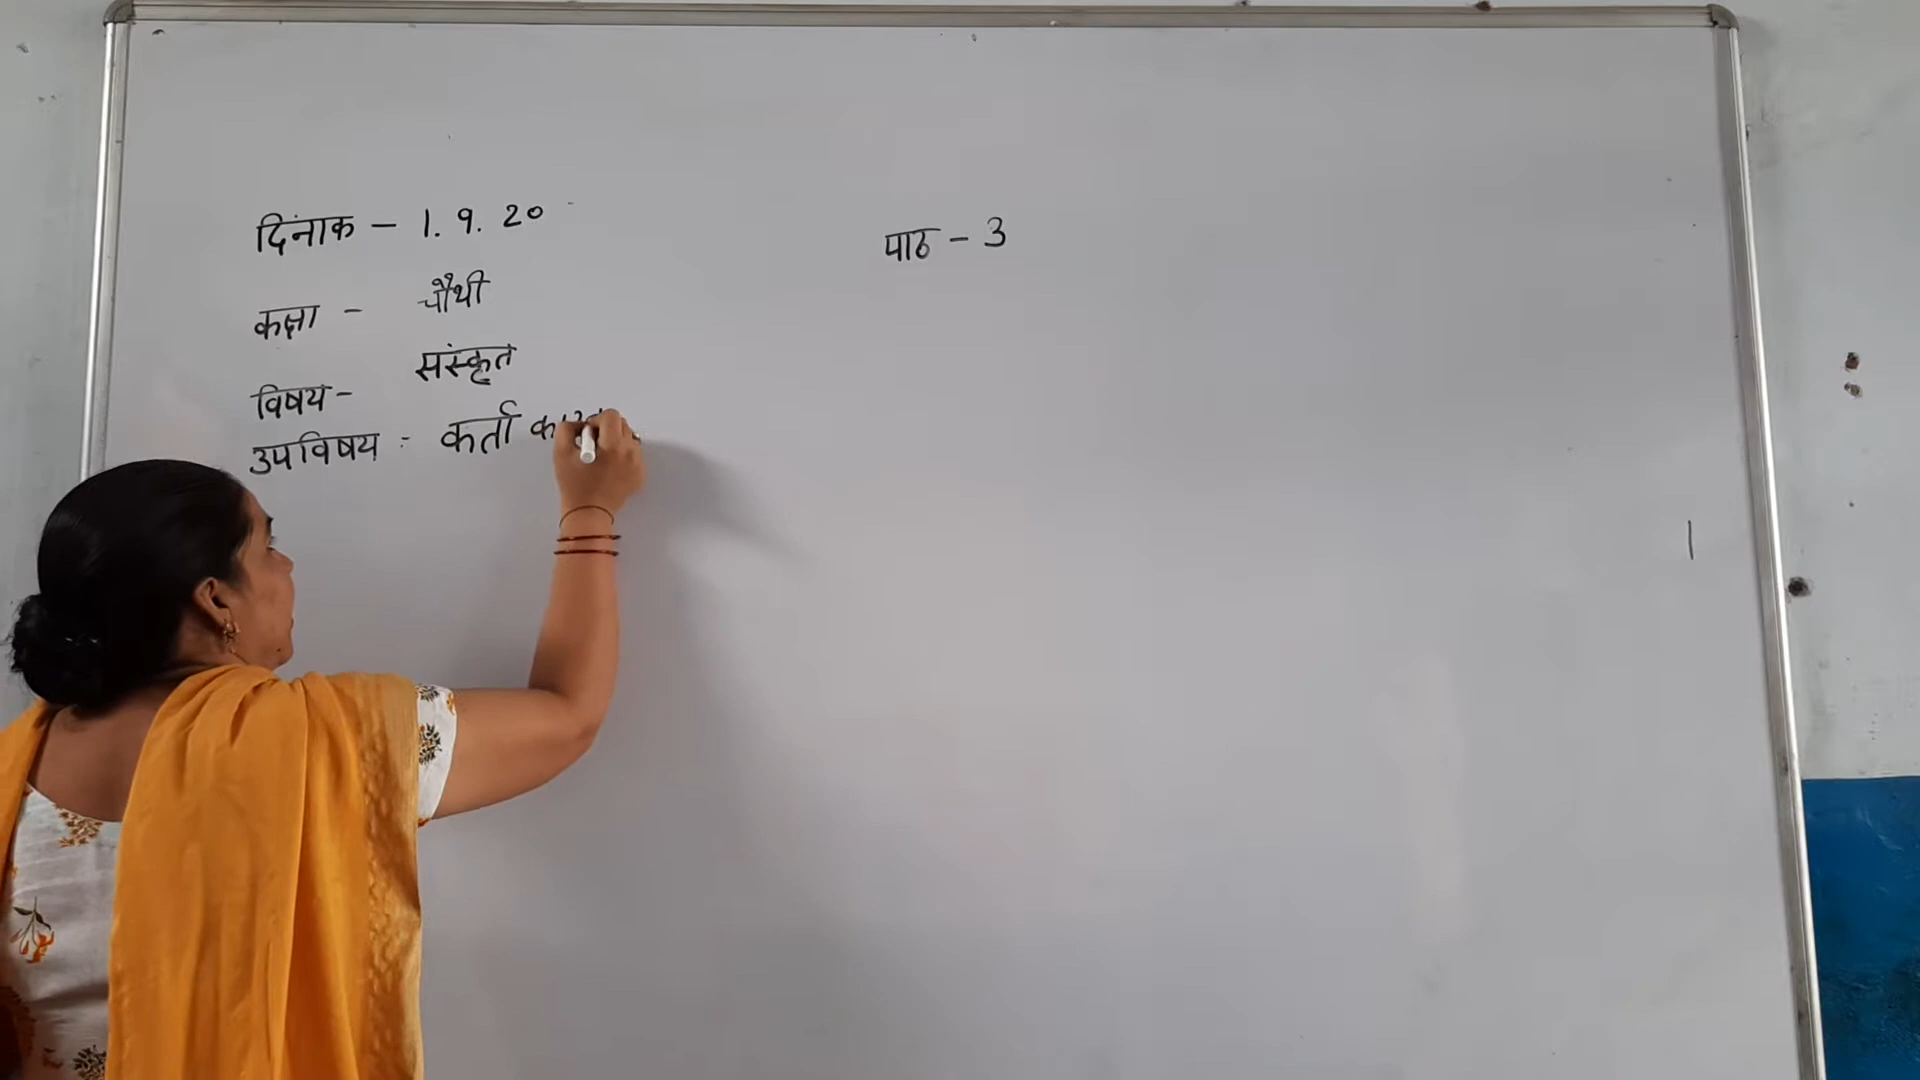 दिंनाक - 1. 9. 20
पाठ - 3
कक्षा - चौथी
विषय - संस्कृत
उपविषय - कर्ता